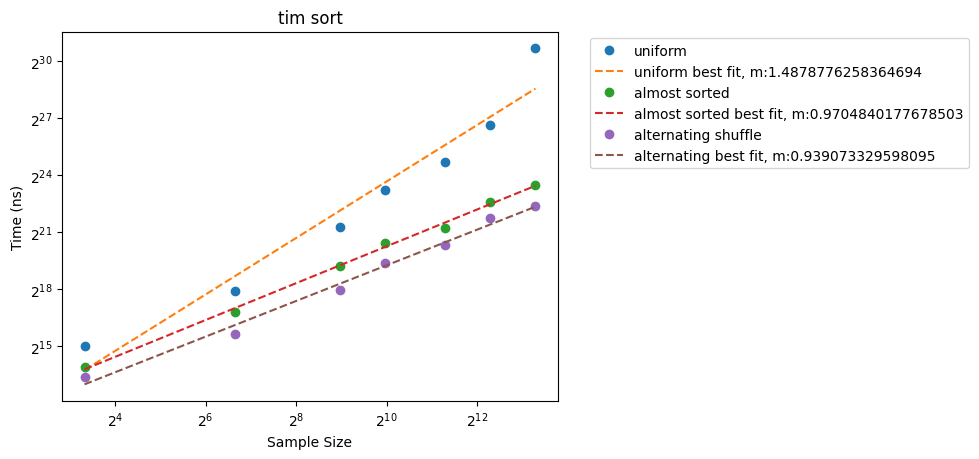 tim sort
Time (ns)
2^30
2^27
2^24
2^21
2^18
2^15
2^4
2^6
2^8
2^10
2^12
Sample Size
uniform
uniform best fit, m:1.4878776258364694
almost sorted
almost sorted best fit, m:0.9704840177678503
alternating shuffle
alternating best fit, m:0.939073329598095